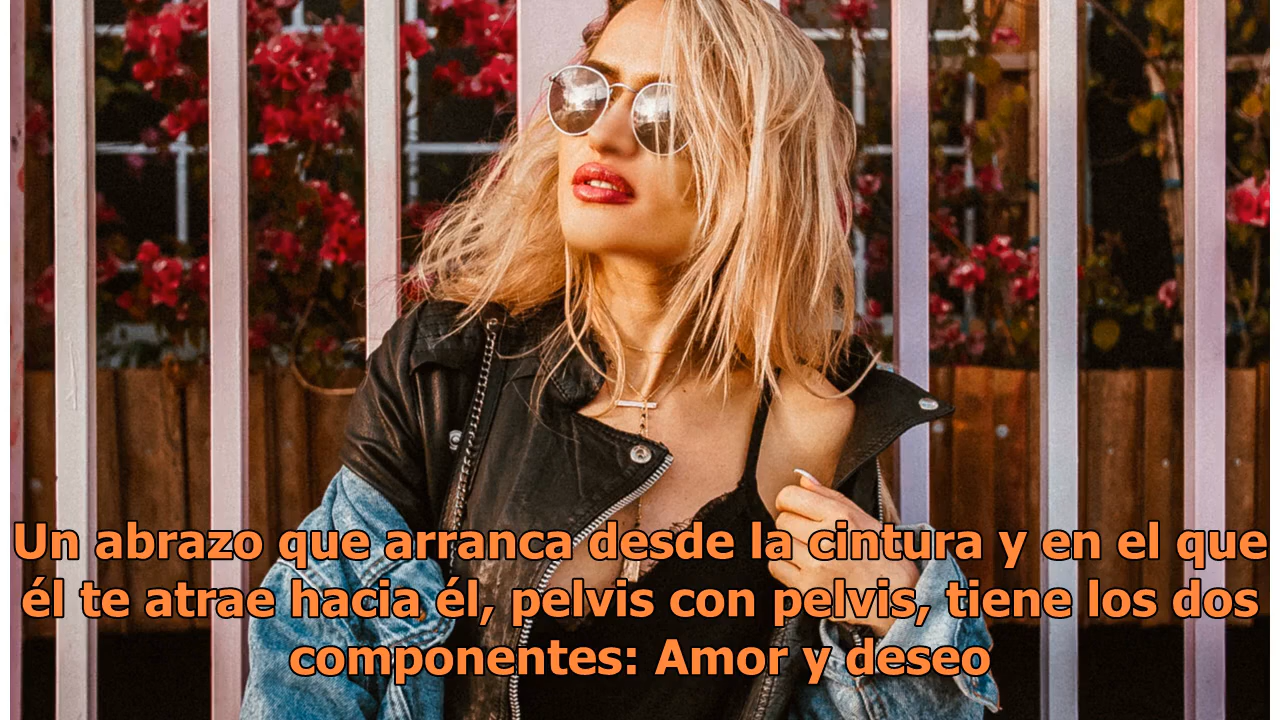 Un abrazo que arranca desde la cintura y en el que
él te atrae hacia él, pelvis con pelvis, tiene los dos
componentes: Amor y deseo